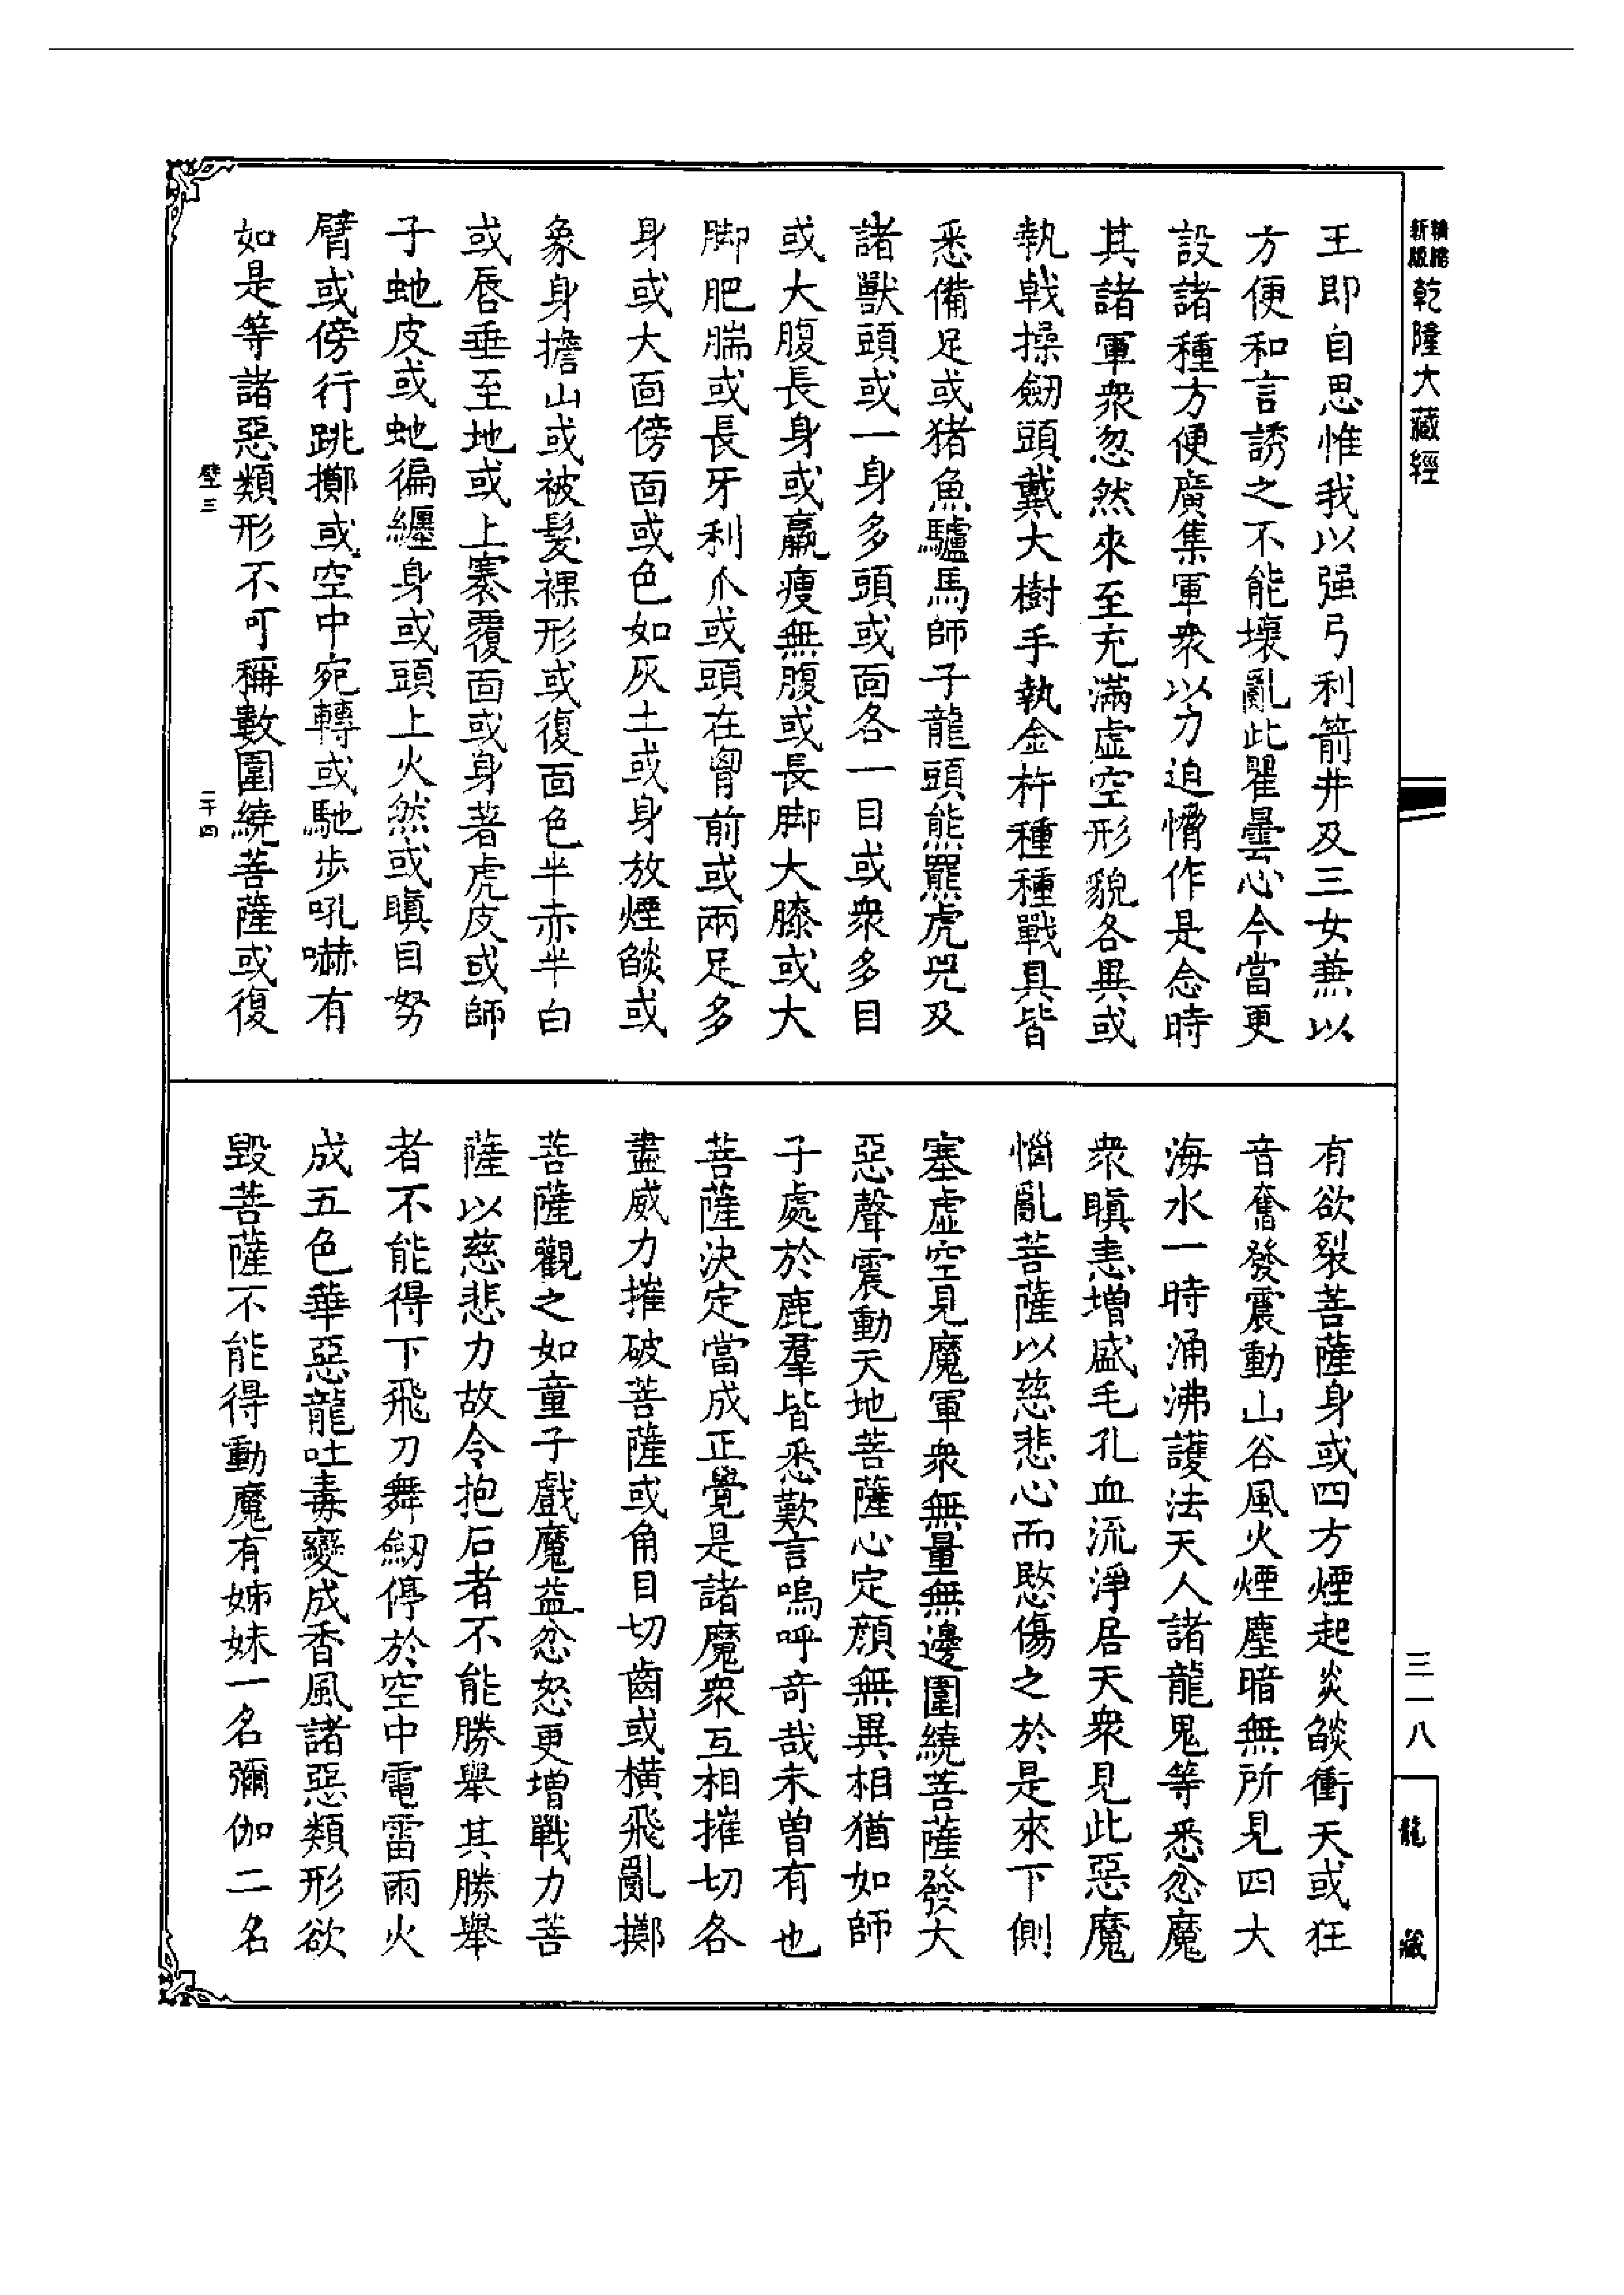 乾隆大藏經
王即自思惟我以强弓利箭并及三女兼以
方便和言誘之不能壞亂此瞿曇心今當更
設諸種方便廣集軍衆以力迫愶作是念時
其諸軍衆忽然來至充滿虚空形貌各異或
執戟操劒頭戴大樹手執金杵種種戰具皆
悉備足或猪魚驢馬師子龍頭熊羆虎兕及
諸獸頭或一身多頭或面各一目或衆多目
或大腹長身或羸瘦無腹或長脚大膝或大
脚肥腨或長牙利爪或頭在胷前或兩足多
身或大面傍面或色如灰土或身放煙燄或
象身擔山或被髮裸形或復面色半赤半白
或唇垂至地或上褰覆面或身著虎皮或師
子虵皮或虵徧纏身或頭上火然或瞋目努
臂或傍行跳擲或空中宛轉或馳步吼嚇有
如是等諸惡類形不可稱數圍繞菩薩或復
璧三
二十四
有欲裂菩薩身或四方煙起炎燄衝天或狂
音奮發震動山谷風火煙塵暗無所見四大
海水一時涌沸護法天人諸龍鬼等悉忿魔
衆瞋恚增盛毛孔血流淨居天衆見此惡魔
惱亂菩薩以慈悲心而愍傷之於是來下側
塞虚空見魔軍衆無量無邊圍繞菩薩發大
惡聲震動天地菩薩心定顔無異相猶如師
子處於鹿羣皆悉歎言嗚呼奇哉未曾有也
菩薩決定當成正覺是諸魔衆互相摧切各
盡威力摧破菩薩或角目切齒或橫飛亂擲
菩薩觀之如童子戲魔益忿怒更增戰力菩
薩以慈悲力故令抱石者不能勝舉其勝舉
者不能得下飛刀舞劒停於空中電雷雨火
成五色華惡龍吐毒變成香風諸惡類形欲
毀菩薩不能得動魔有姊妹一名彌伽二名
三一八
龍藏